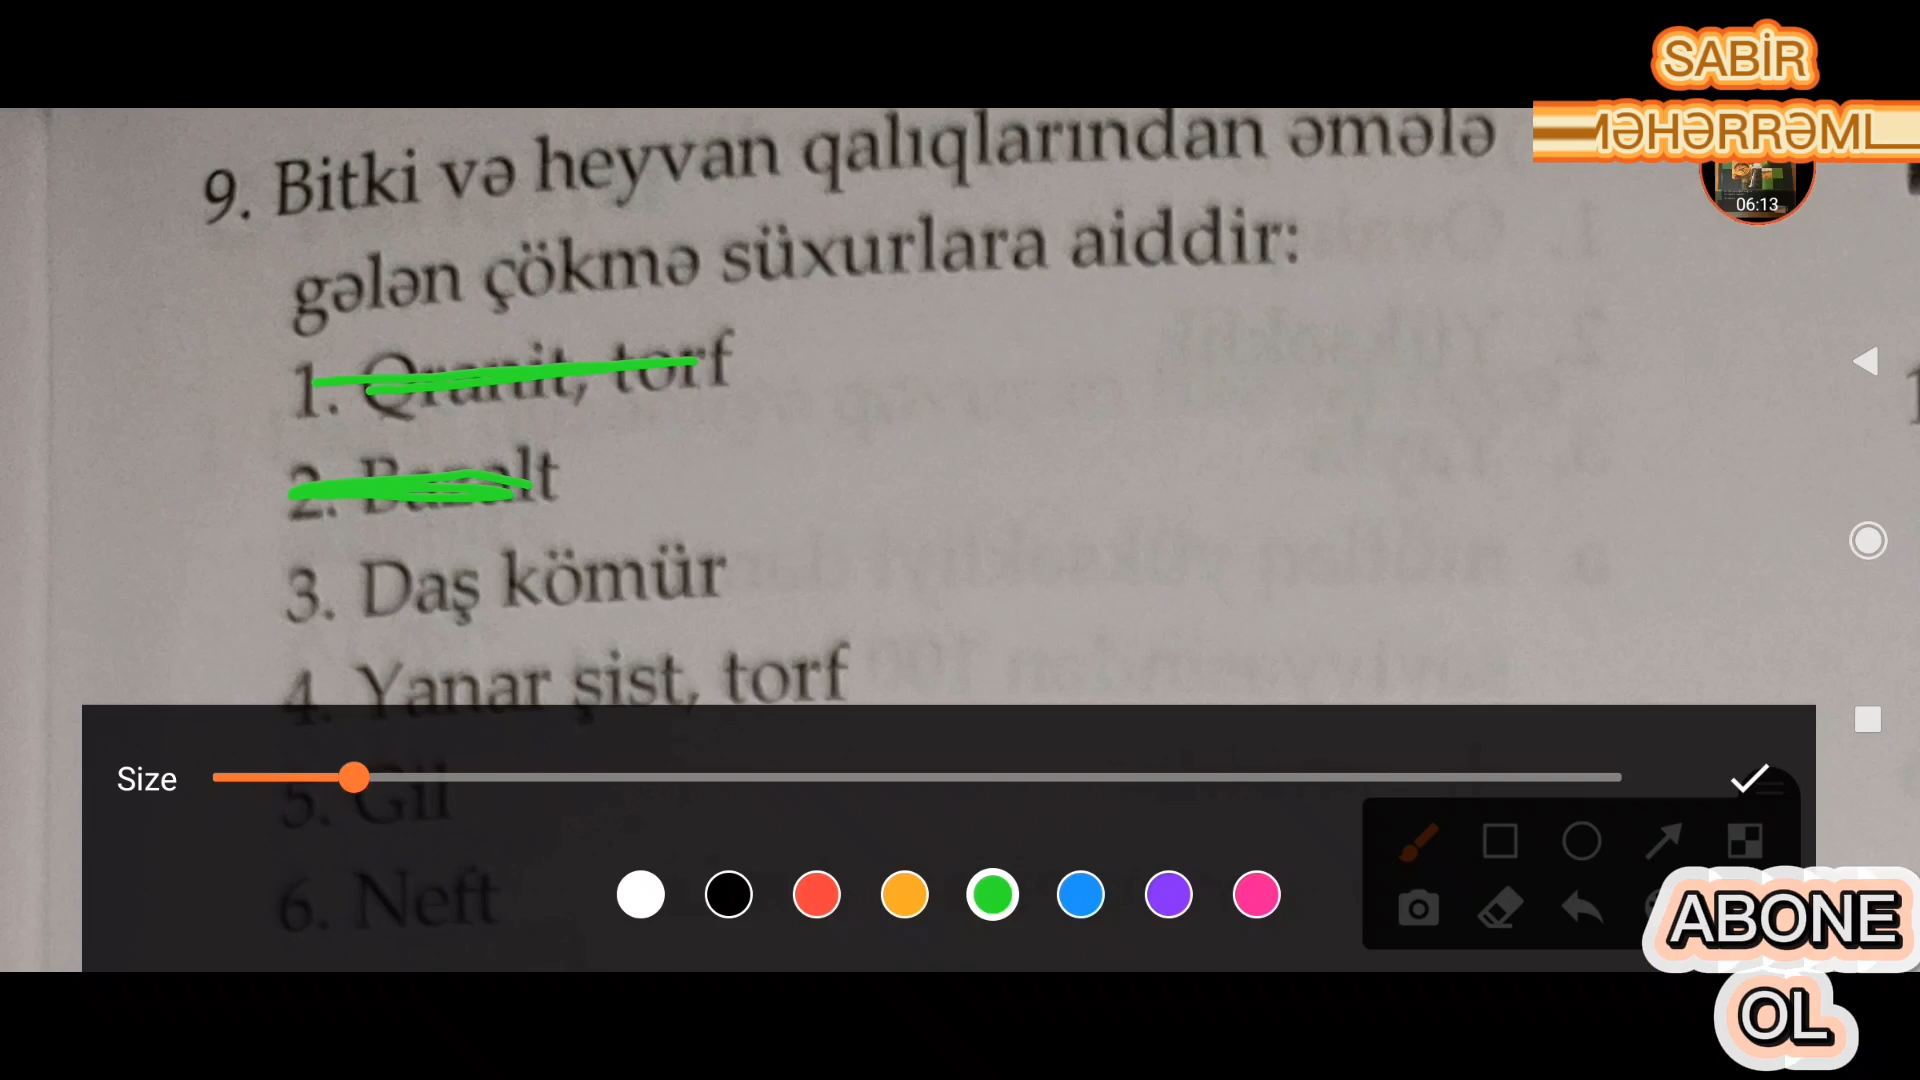 SABİR
MƏHƏRRƏMLİ
06:13
9. Bitki və heyvan qalıqlarından əmələ
gələn çökmə süxurlara aiddir:
1. Qranit, torf
2. Bazalt
3. Daş kömür
4. Yanar şist, torf
Size
5. Gil
6. Neft
ABONE
OL